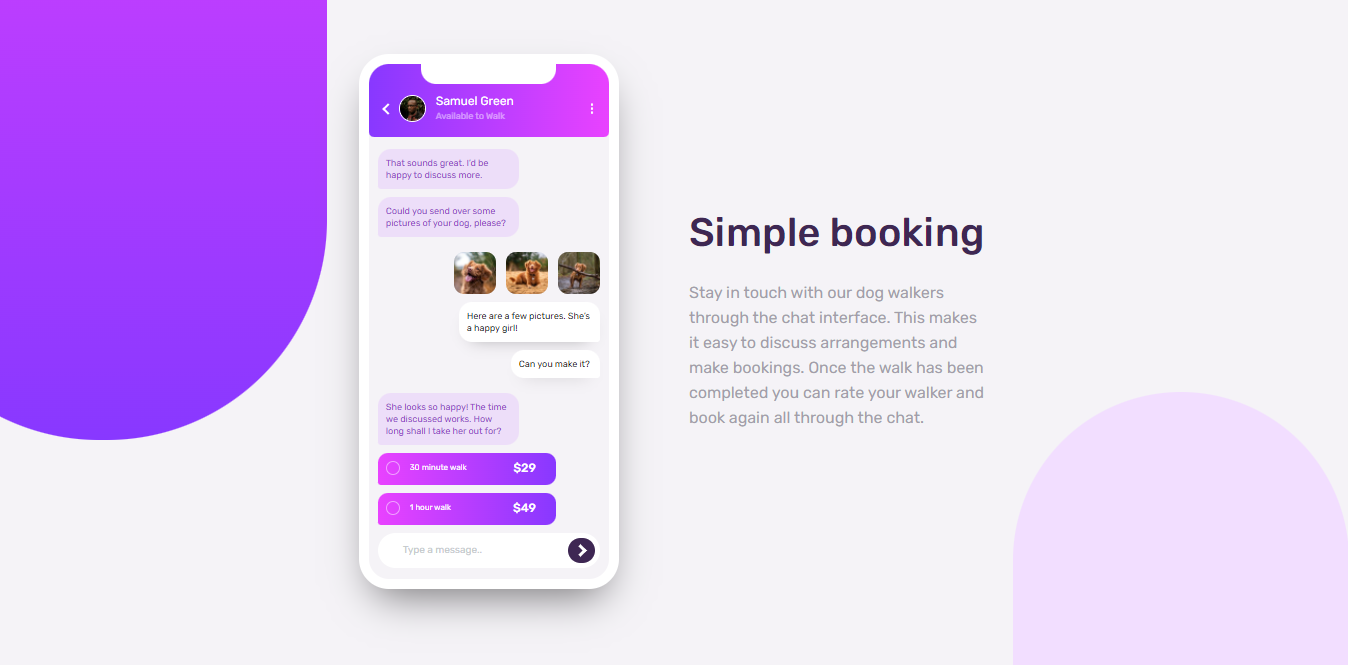 Samuel Green
Available to Walk
That sounds great. I'd be
happy to discuss more.
Could you send over some
pictures of your dog, please?
Here are a few pictures. She's
a happy girl!
Can you make it?
She looks so happy! The time
we discussed works. How
long shall I take her out for?
30 minute walk $29
1 hour walk $49
Type a message..
Simple booking
Stay in touch with our dog walkers
through the chat interface. This makes
it easy to discuss arrangements and
make bookings. Once the walk has been
completed you can rate your walker and
book again all through the chat.